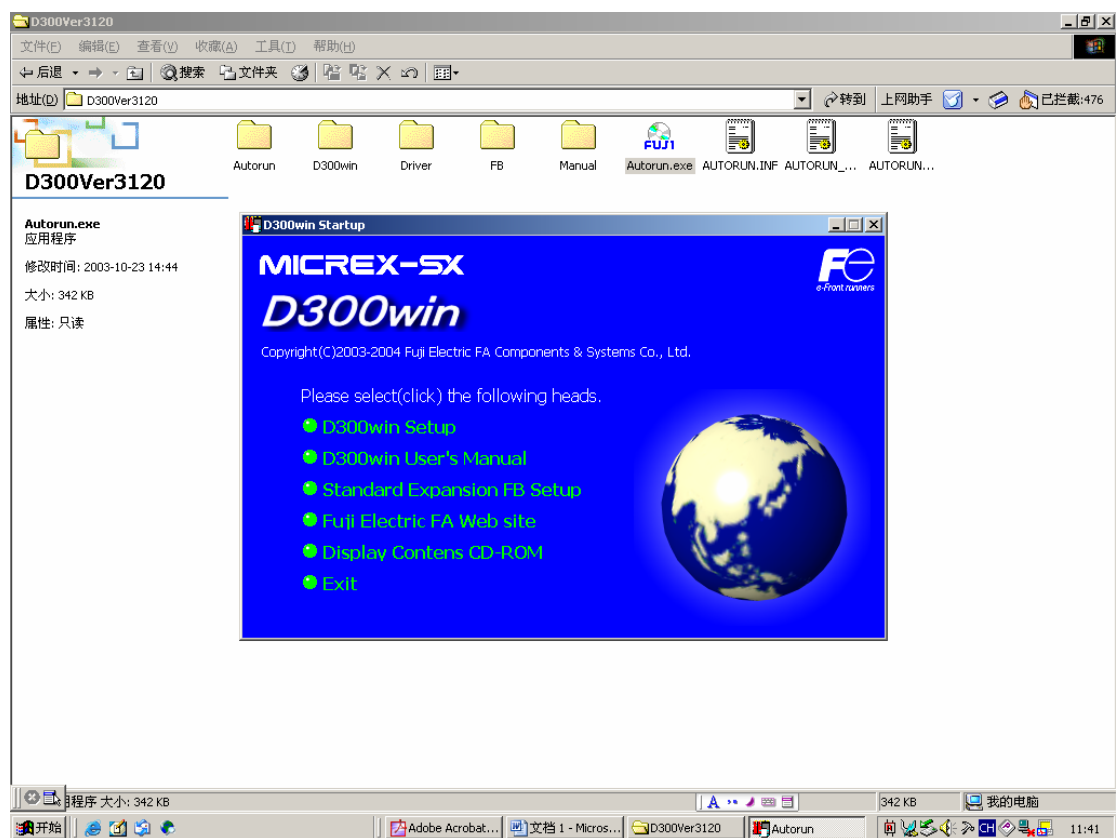 D300Ver3120
文件(F) 编辑(E) 查看(V) 收藏(A) 工具(T) 帮助(H)
后退 搜索 文件夹
地址(D) D300Ver3120 转到 上网助手 已拦截:476
FUJI
Autorun D300win Driver FB Manual Autorun.exe AUTORUN.INF AUTORUN_... AUTORUN...
D300Ver3120
Autorun.exe
应用程序
修改时间: 2003-10-23 14:44
大小: 342 KB
属性: 只读
D300win Startup
MICREX-SX
Fe
e-Front runners
D300win
Copyright(C)2003-2004 Fuji Electric FA Components & Systems Co., Ltd.
Please select(click) the following heads.
D300win Setup
D300win User's Manual
Standard Expansion FB Setup
Fuji Electric FA Web site
Display Contens CD-ROM
Exit
程序 大小: 342 KB A 342 KB 我的电脑
开始 Adobe Acrobat... 文档 1 - Micros... D300Ver3120 Autorun CH 11:41